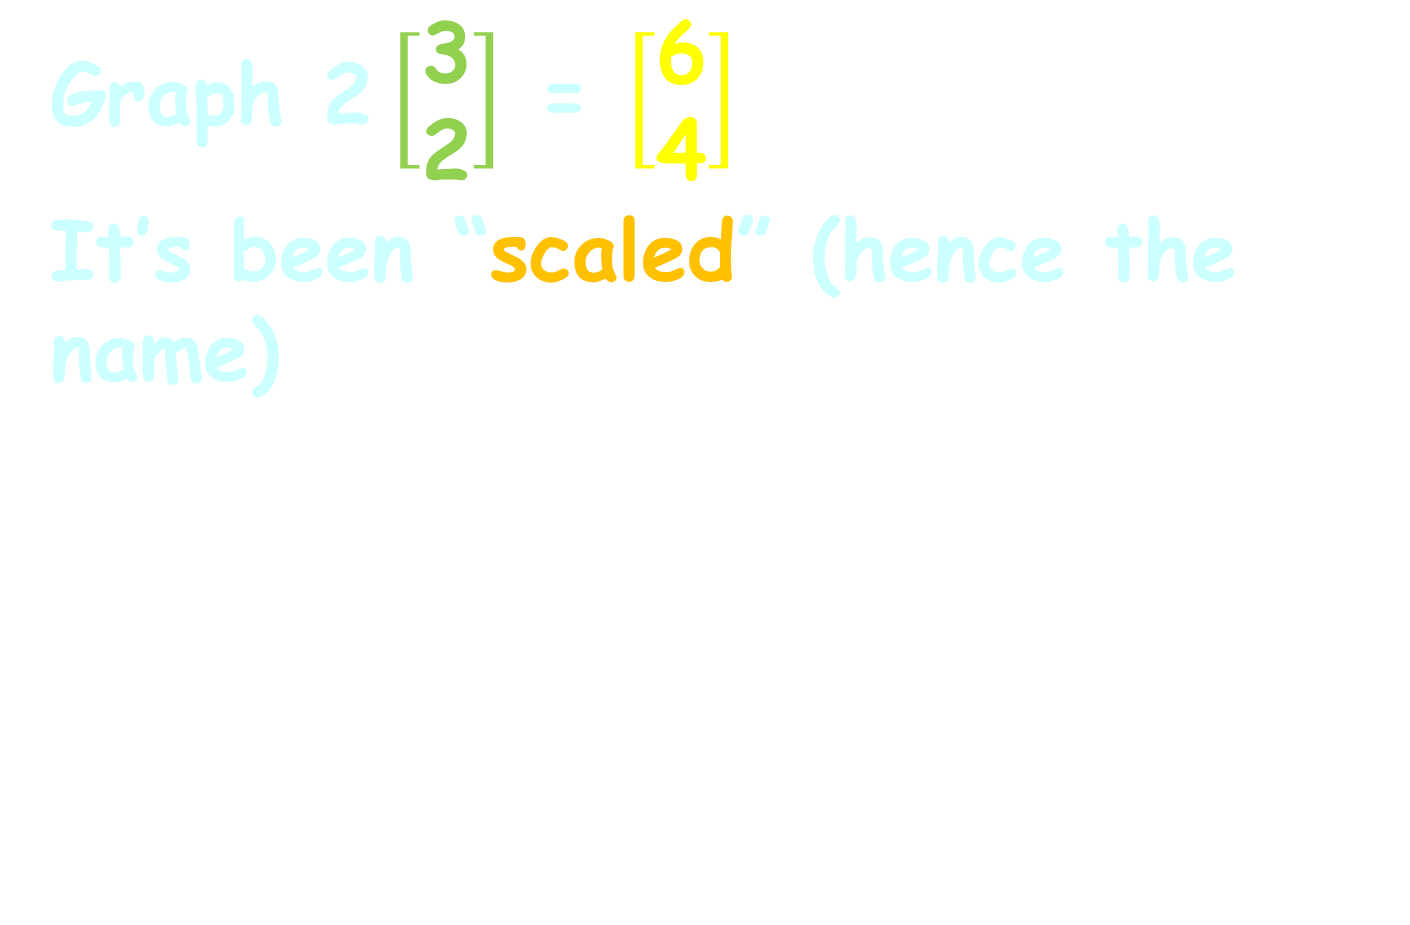 Graph 2 [3 2] = [6 4]
It’s been “scaled” (hence the
name)